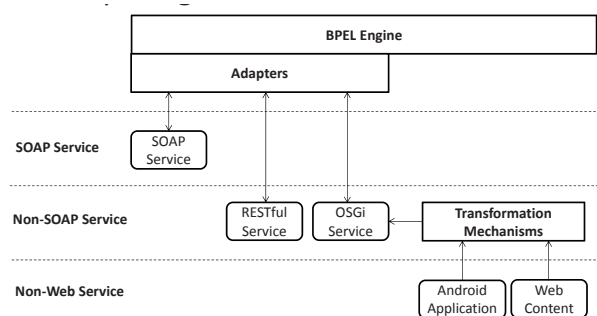 BPEL Engine
Adapters
SOAP Service
SOAP
Service
Non-SOAP Service
RESTful
Service
OSGi
Service
Transformation
Mechanisms
Non-Web Service
Android
Application
Web
Content